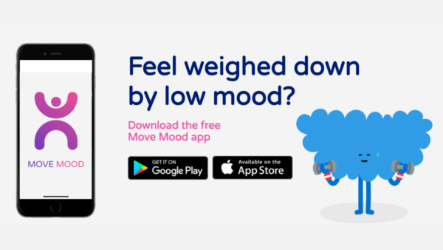 Feel weighed down
by low mood?
Download the free
Move Mood app
MOVE MOOD
GET IT ON
Google Play
Available on the
App Store